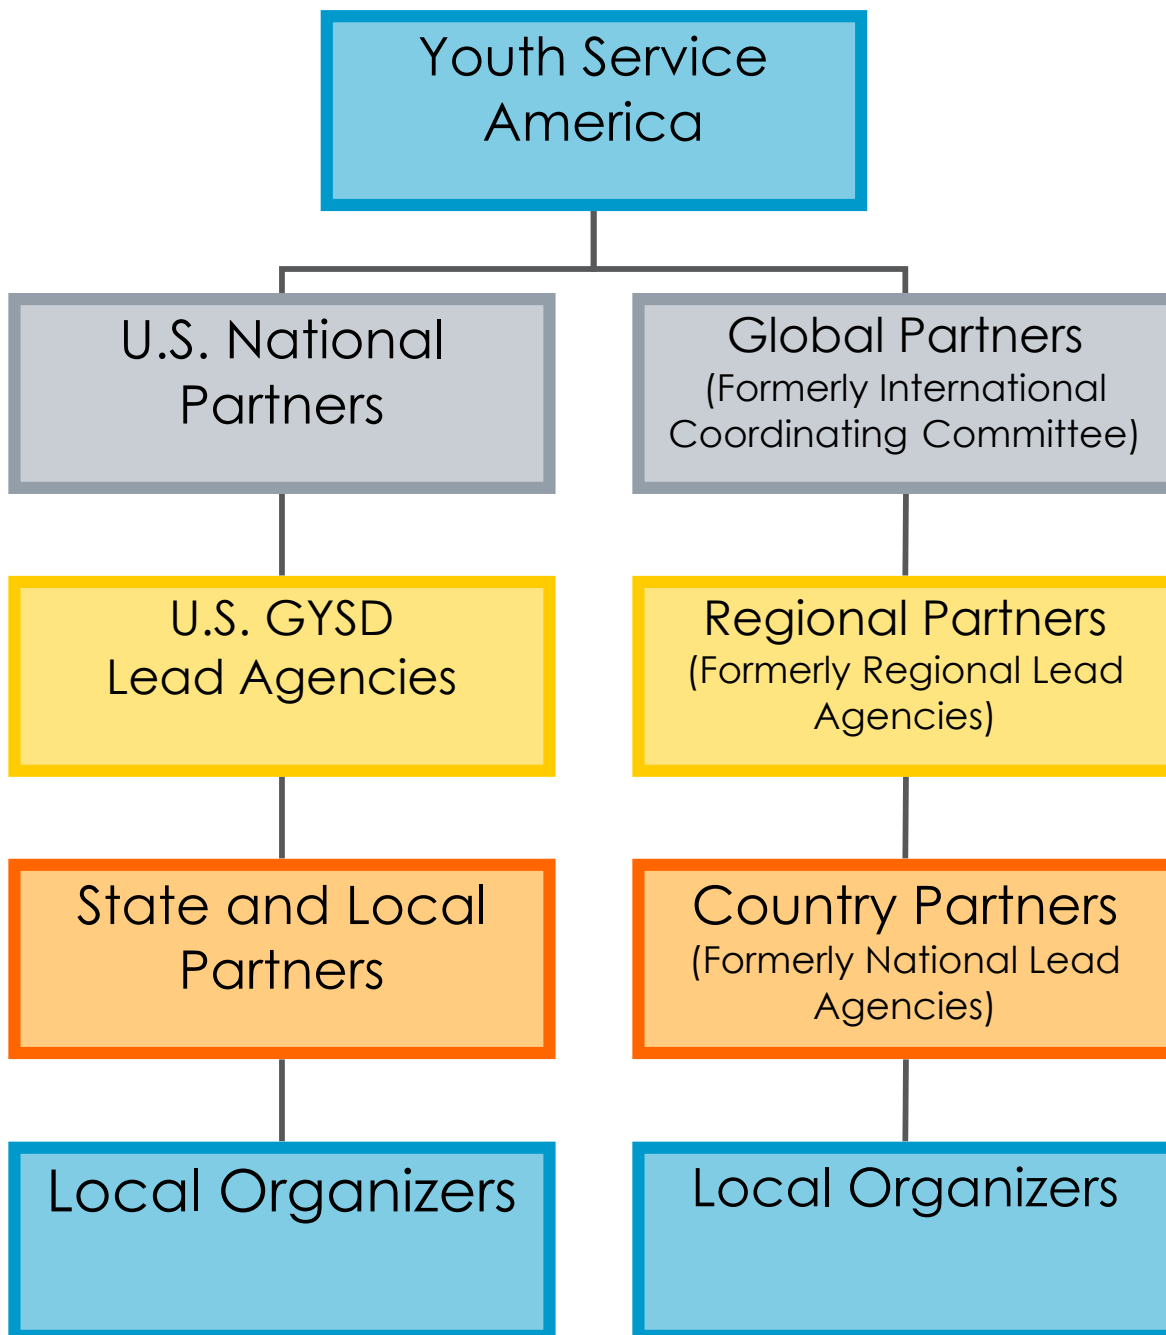 Youth Service
America
U.S. National
Partners
Global Partners
(Formerly International
Coordinating Committee)
U.S. GYSD
Lead Agencies
Regional Partners
(Formerly Regional Lead
Agencies)
State and Local
Partners
Country Partners
(Formerly National Lead
Agencies)
Local Organizers
Local Organizers